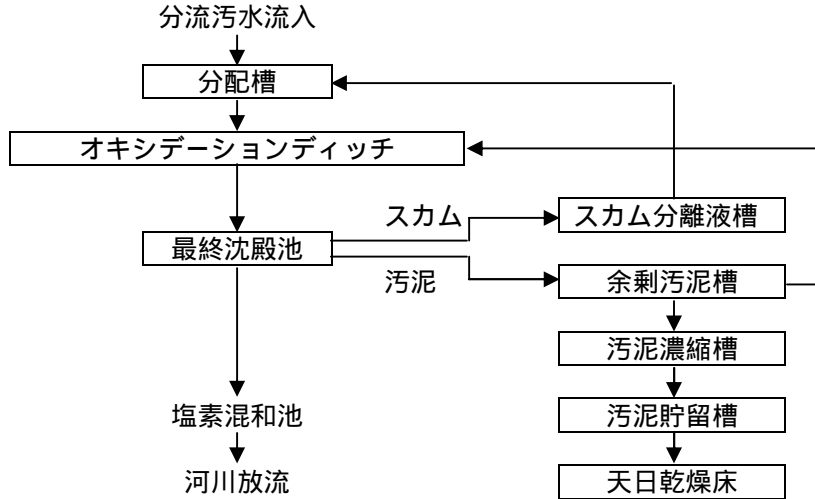 分流汚水流入
分配槽
オキシデーションディッチ
スカム
スカム分離液槽
最終沈殿池
汚泥
余剰汚泥槽
汚泥濃縮槽
塩素混和池
汚泥貯留槽
河川放流
天日乾燥床